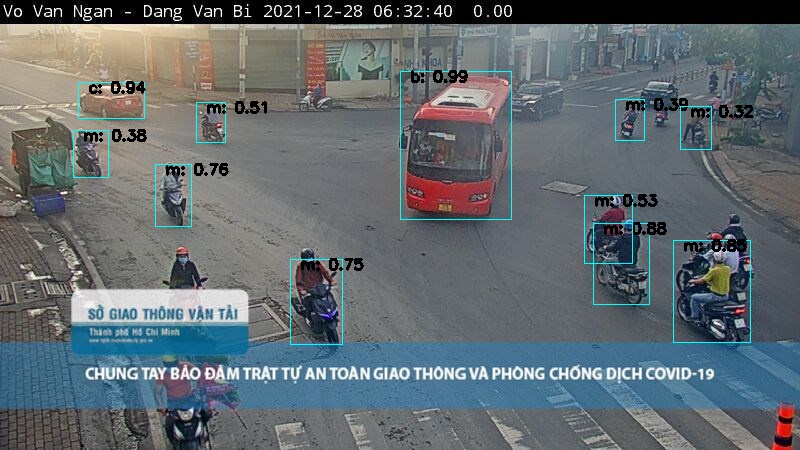 Vo Van Ngan - Dang Van Bi 2021-12-28 06:32:40 0.00
b: 0.99
c: 0.94
m: 0.51
m: 0.39
m: 0.32
m: 0.38
m: 0.76
m: 0.53
m: 0.88
m: 0.85
m: 0.75
SỞ GIAO THÔNG VẬN TẢI
Thành phố Hồ Chí Minh
CHUNG TAY BẢO ĐẢM TRẬT TỰ AN TOÀN GIAO THÔNG VÀ PHÒNG CHỐNG DỊCH COVID-19